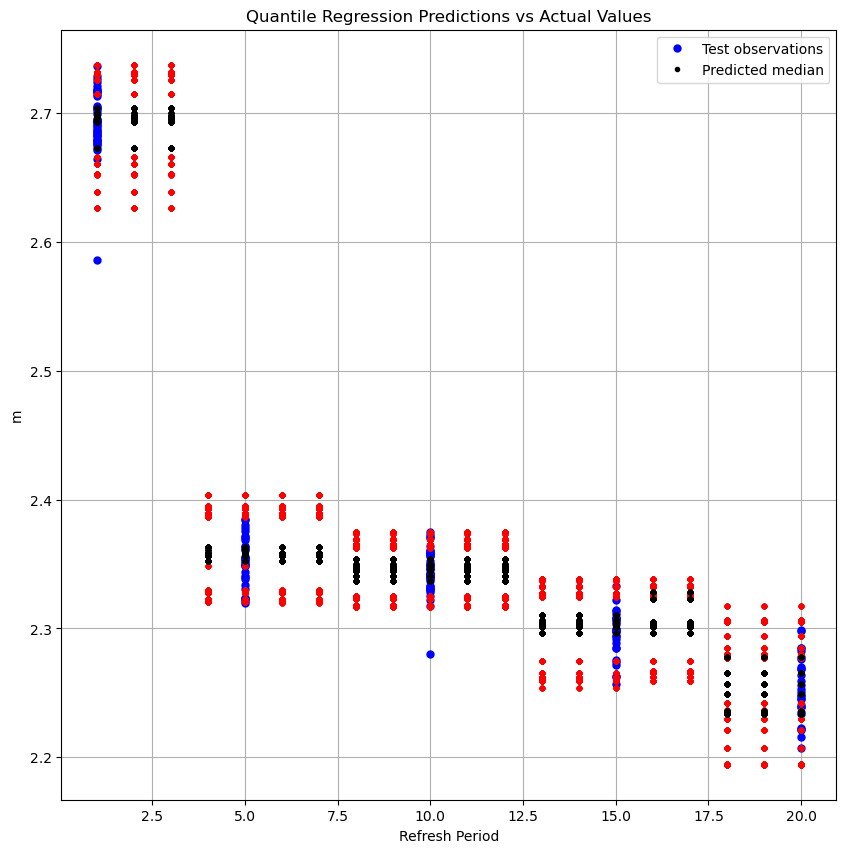 Quantile Regression Predictions vs Actual Values
Test observations
Predicted median
m
2.7
2.6
2.5
2.4
2.3
2.2
2.5
5.0
7.5
10.0
12.5
15.0
17.5
20.0
Refresh Period